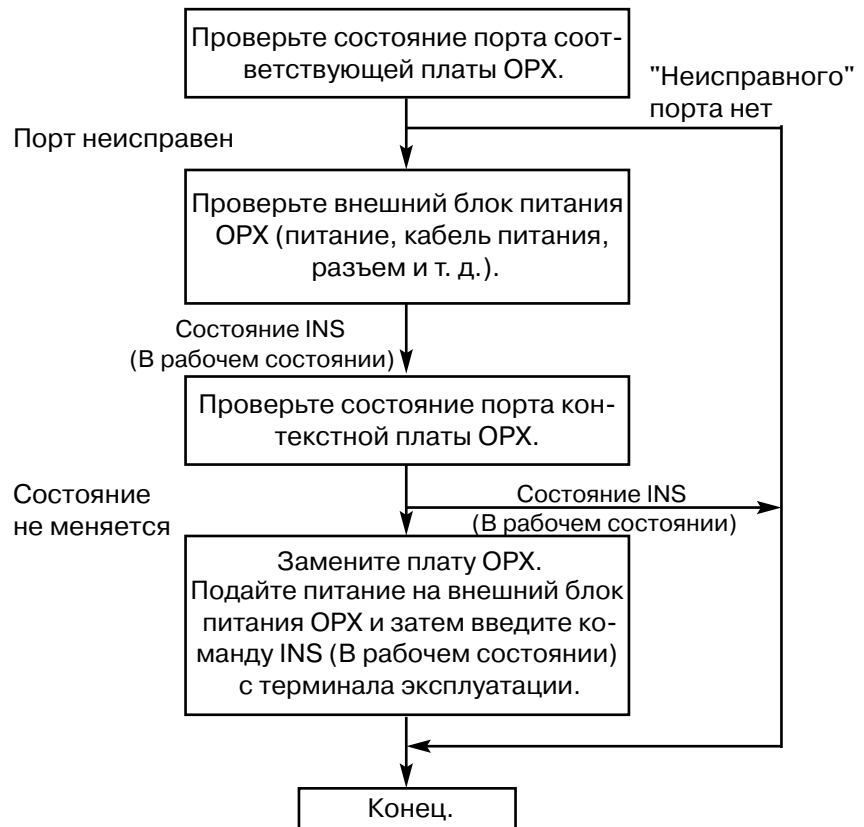 Проверьте состояние порта соот-
ветствующей платы OPX.
"Неисправного"
порта нет
Порт неисправен
Проверьте внешний блок питания
OPX (питание, кабель питания,
разъем и т. д.).
Состояние INS
(В рабочем состоянии)
Проверьте состояние порта кон-
текстной платы OPX.
Состояние
не меняется
Состояние INS
(В рабочем состоянии)
Замените плату OPX.
Подайте питание на внешний блок
питания OPX и затем введите ко-
манду INS (В рабочем состоянии)
с терминала эксплуатации.
Конец.